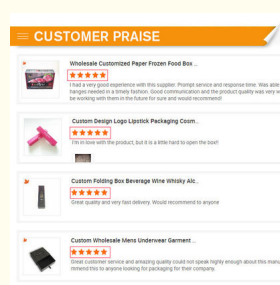 CUSTOMER PRAISE
Wholesale Customized Paper Frozen Food Box ..
I had a very good experience with this supplier. Prompt service and response time. Was able
hanges needed in a timely fashion. Good communication and the product quality was very w
be working with them in the future for sure and would recommend!
Custom Design Logo Lipstick Packaging Cosm..
I'm in love with the product, but it is a little hard to open the box!!
Custom Folding Box Beverage Wine Whisky Alc..
Great quality and very fast delivery. Would recommend to anyone
Custom Wholesale Mens Underwear Garment ..
Great customer service and amazing quality could not speak highly enough about this manu
mmend this to anyone looking for packaging for their company.